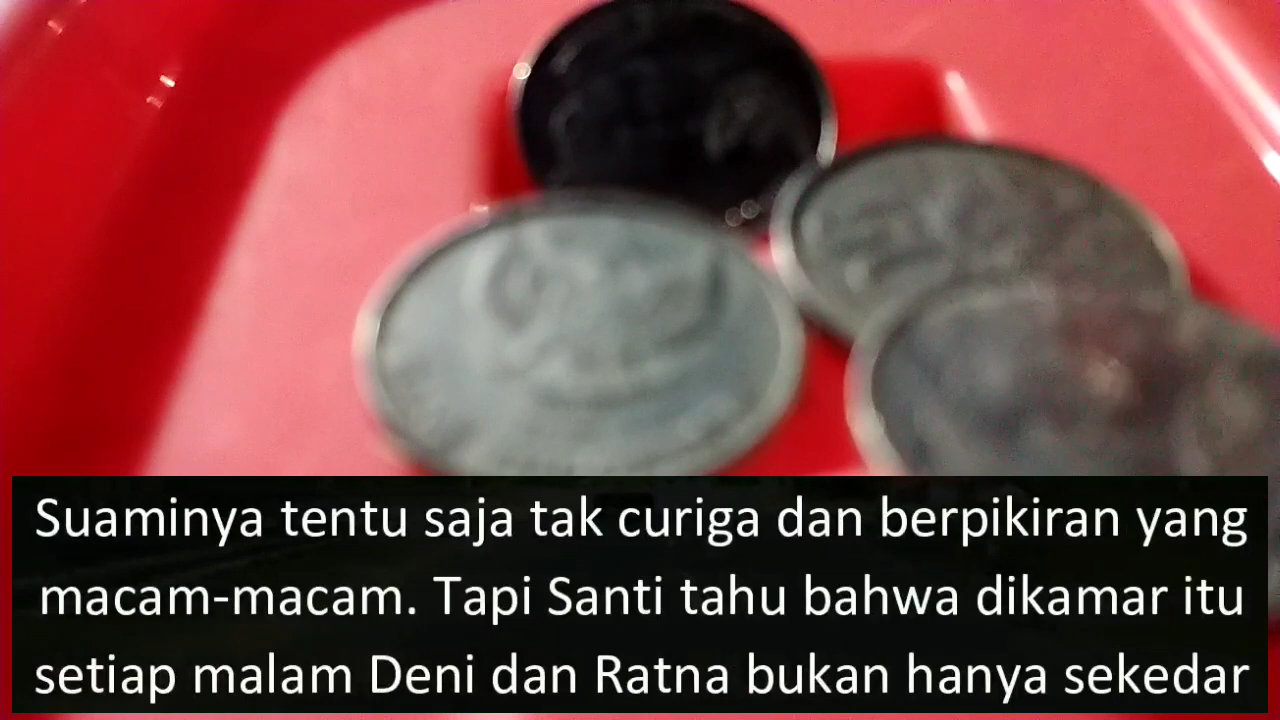 Suaminya tentu saja tak curiga dan berpikiran yang
macam-macam. Tapi Santi tahu bahwa dikamar itu
setiap malam Deni dan Ratna bukan hanya sekedar